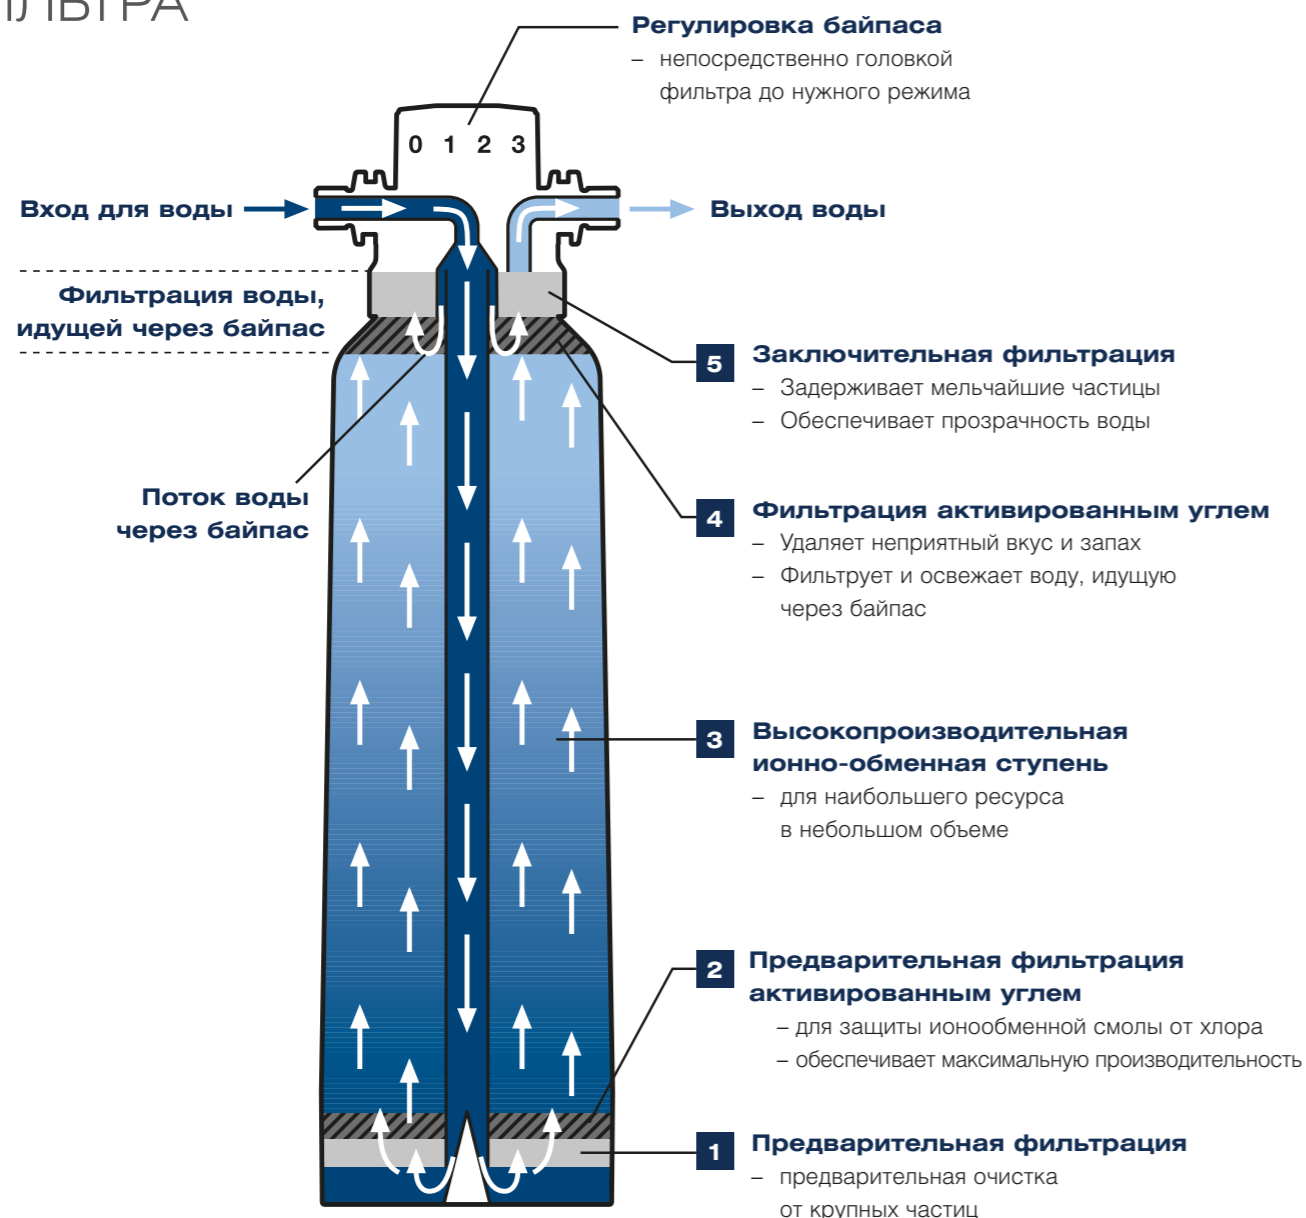 Регулировка байпаса
– непосредственно головкой
фильтра до нужного режима
0 1 2 3
Вход для воды
Выход воды
Фильтрация воды,
идущей через байпас
Поток воды
через байпас
5 Заключительная фильтрация
– Задерживает мельчайшие частицы
– Обеспечивает прозрачность воды
4 Фильтрация активированным углем
– Удаляет неприятный вкус и запах
– Фильтрует и освежает воду, идущую
через байпас
3 Высокопроизводительная
ионно-обменная ступень
– для наибольшего ресурса
в небольшом объеме
2 Предварительная фильтрация
активированным углем
– для защиты ионообменной смолы от хлора
– обеспечивает максимальную производительность
1 Предварительная фильтрация
– предварительная очистка
от крупных частиц